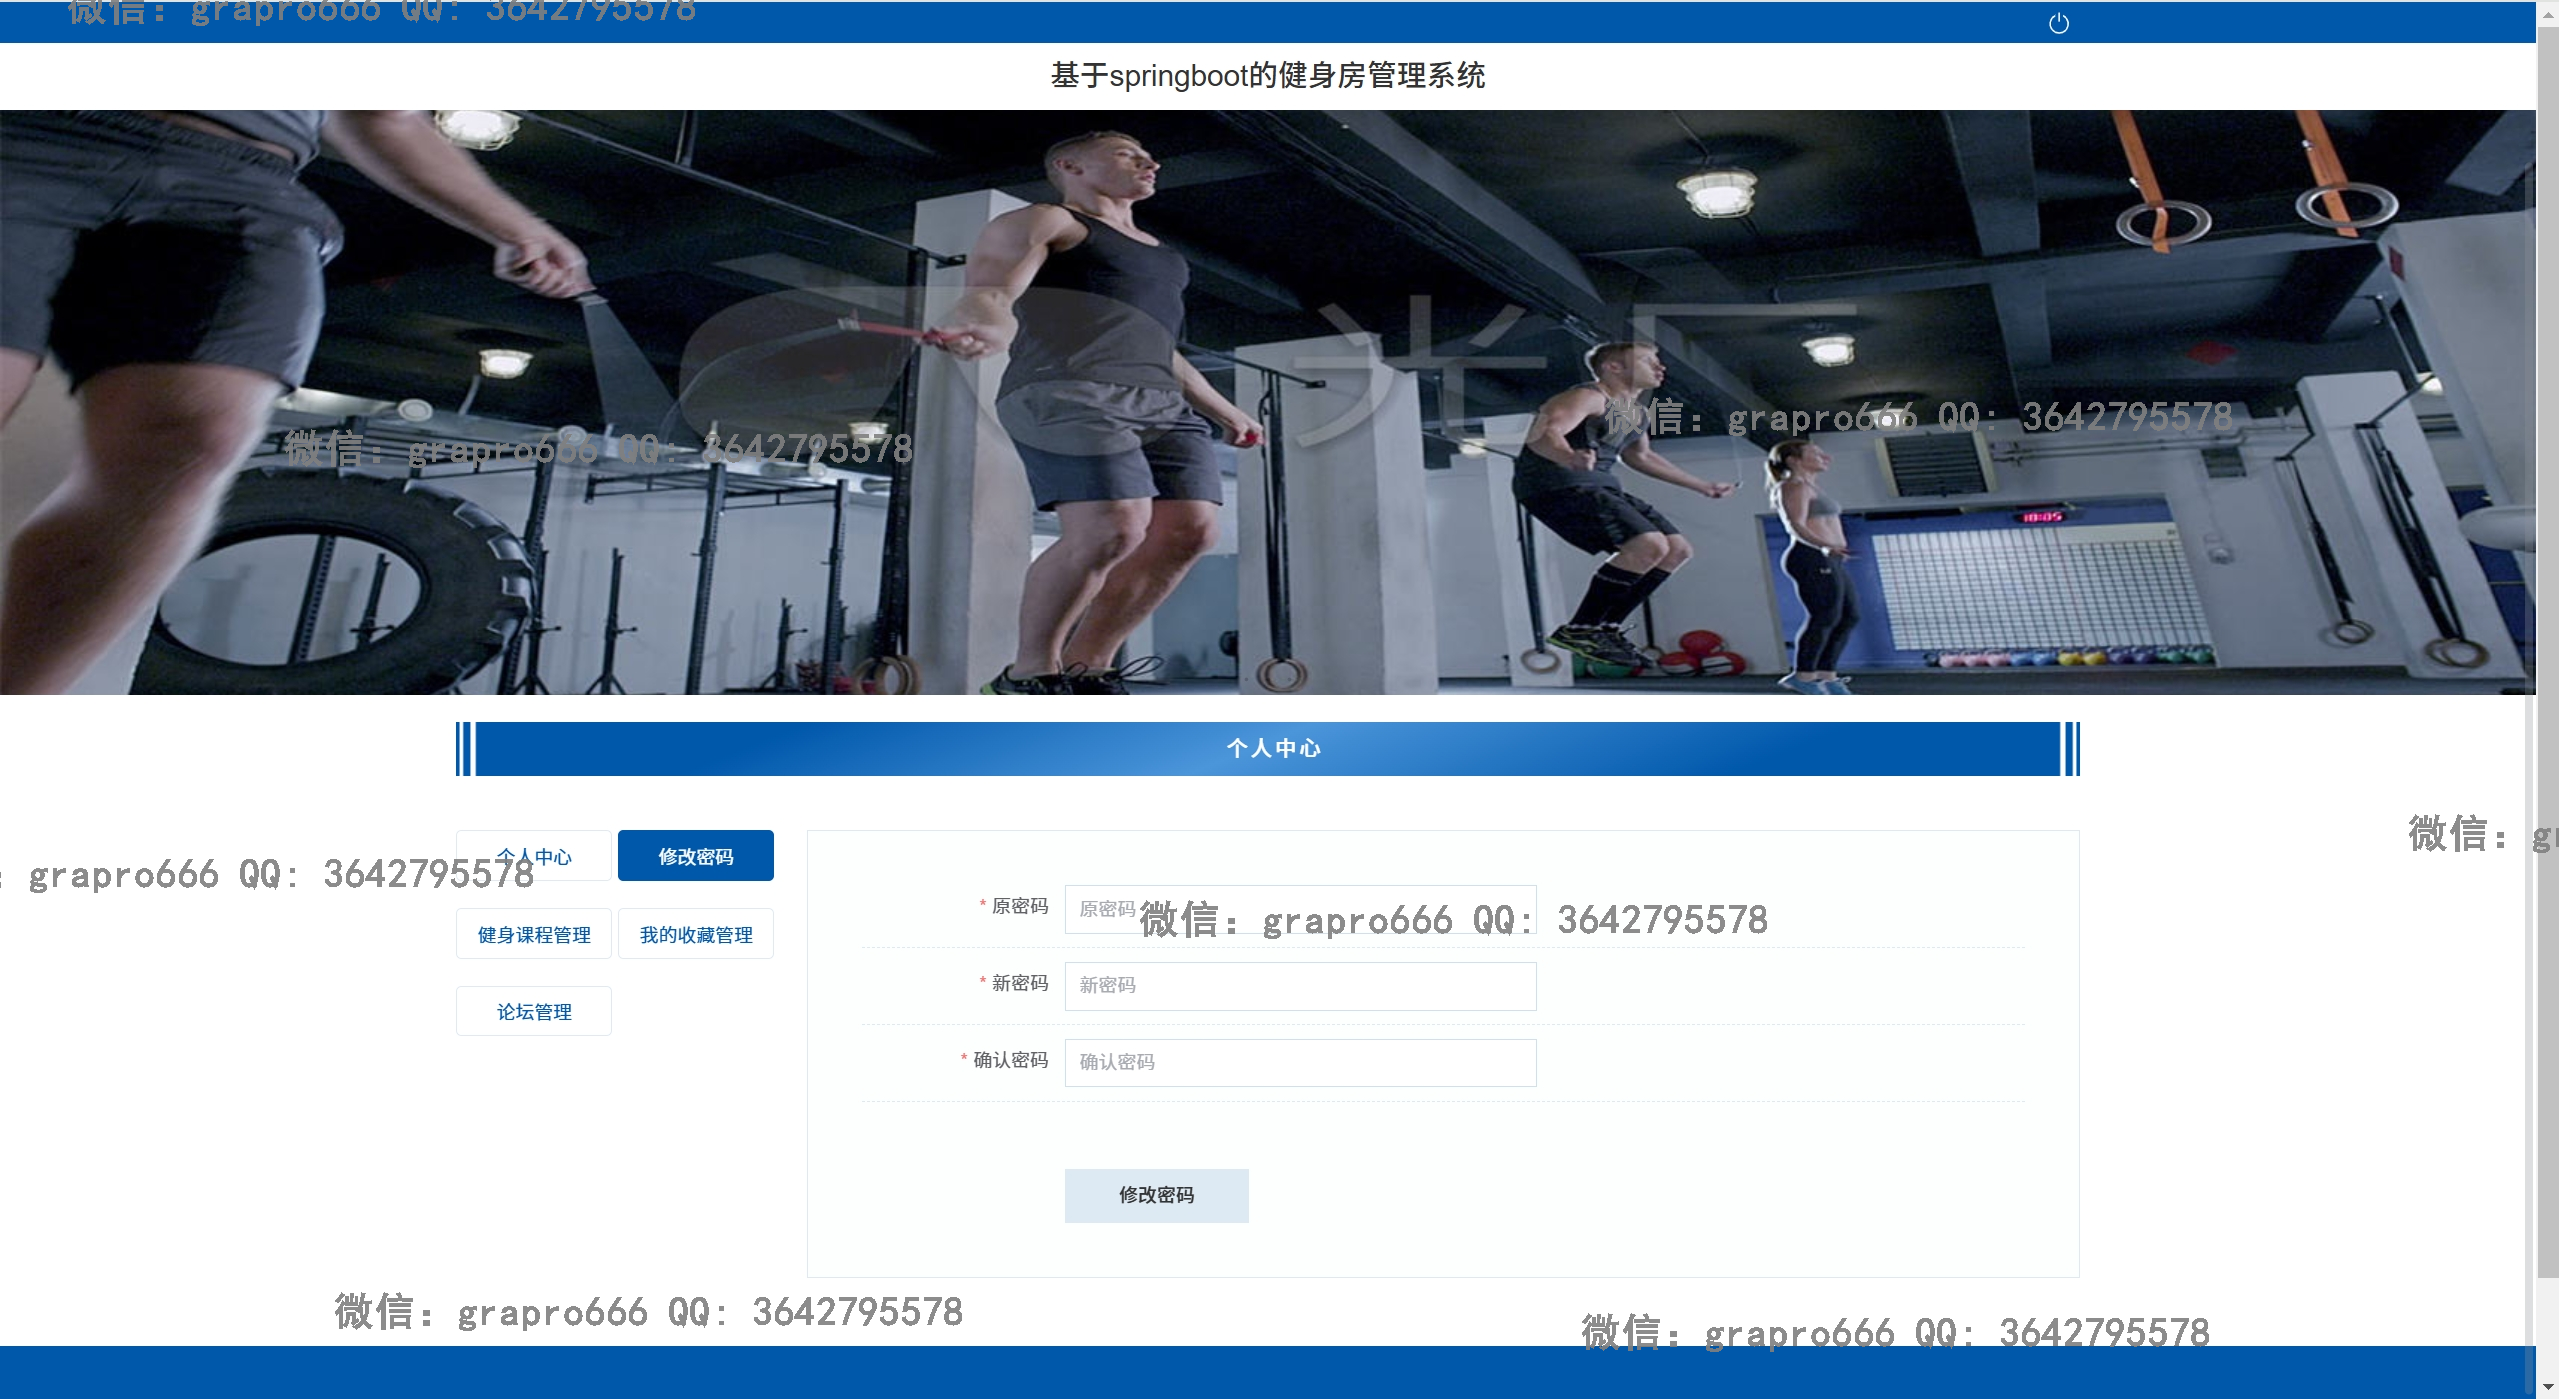 微信: grapro666 QQ: 3642795578
基于springboot的健身房管理系统
光厂
微信: grapro666 QQ: 3642795578
微信: grapro666 QQ: 3642795578
18:05
个人中心
微信: gr
个人中心
修改密码
: grapro666 QQ: 3642795578
* 原密码
原密码
微信: grapro666 QQ: 3642795578
健身课程管理
我的收藏管理
* 新密码
新密码
论坛管理
* 确认密码
确认密码
修改密码
微信: grapro666 QQ: 3642795578
微信: grapro666 QQ: 3642795578